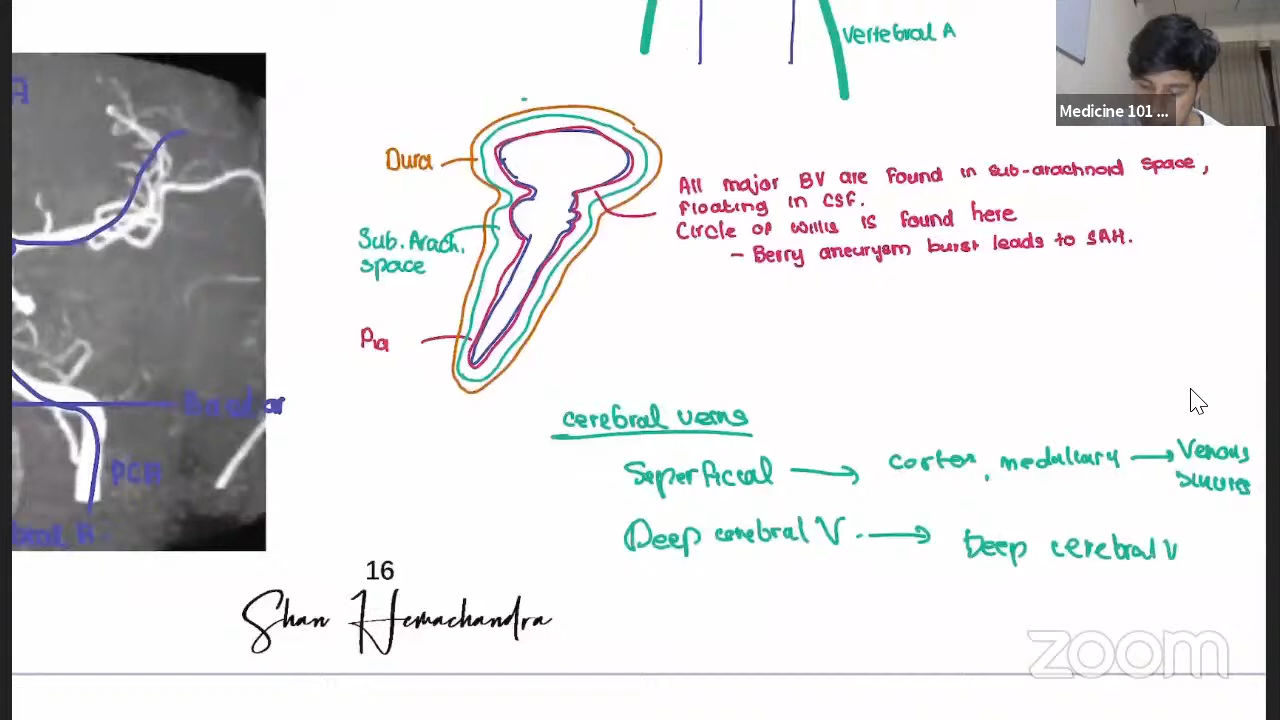 Vertebral A
Medicine 101 ...
A
Dura
All major BV are found in sub-arachnoid space,
floating in CSF.
Circle of willis is found here
- Berry aneurysm burst leads to SAH.
Sub. Arach.
space
Pia
Basilar
PCA
cerebral veins
Superficial → cortex, medullary → Venous
sinuses
Deep cerebral V. → Deep cerebral V
16
Shan Hemachandra
zoom